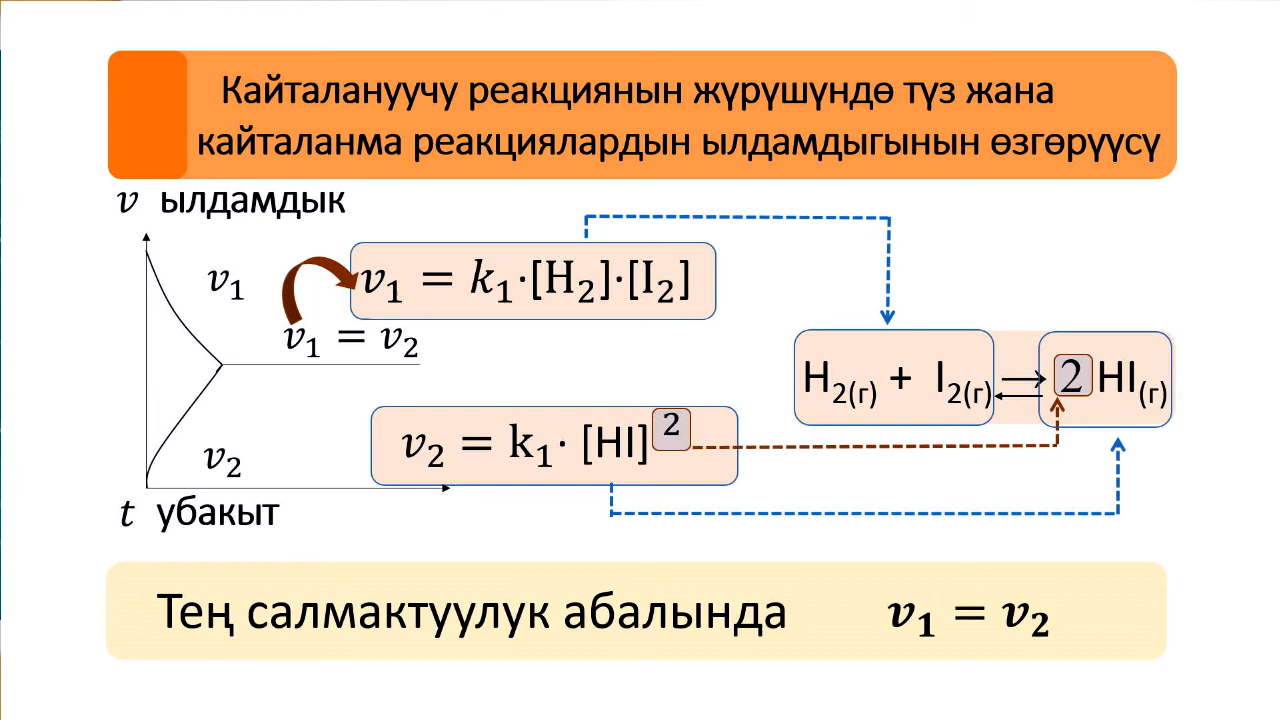 Кайталануучу реакциянын жүрүшүндө түз жана
кайталанма реакциялардын ылдамдыгынын өзгөрүүсү
v ылдамдык
v₁
v₁ = k₁·[H₂]·[I₂]
v₁ = v₂
H₂(г) + I₂(г) ⟶⟵ 2 HI(г)
v₂ = k₁· [HI]²
v₂
t убакыт
Тең салмактуулук абалында v₁ = v₂